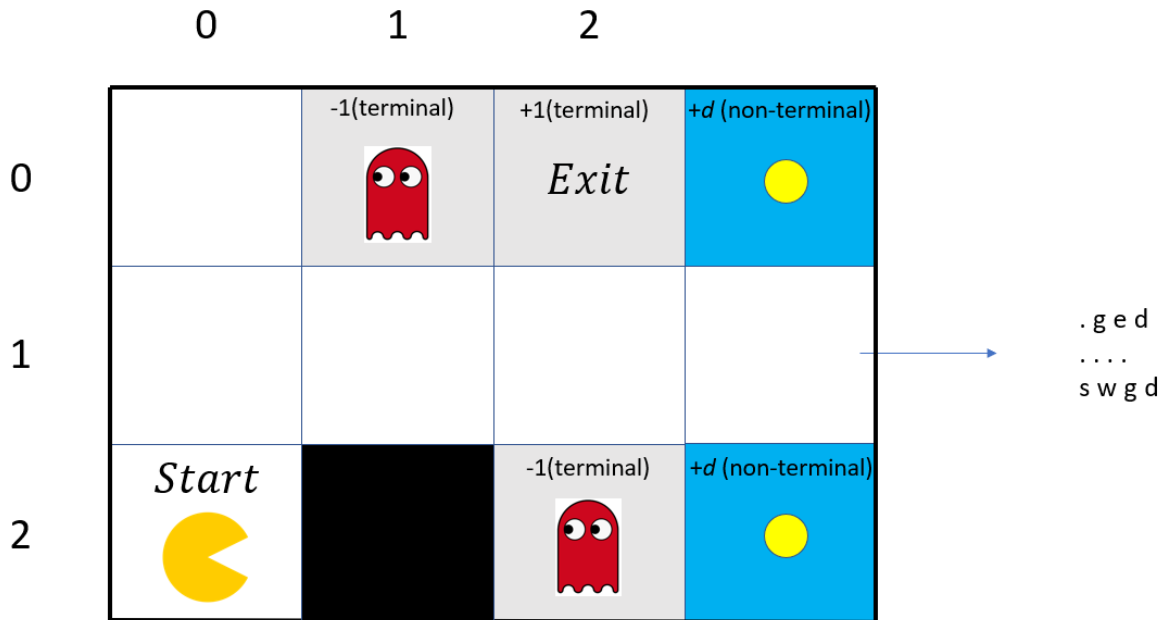 0 1 2
-1(terminal) +1(terminal) +d (non-terminal)
0 Exit
1
. g e d
. . . .
s w g d
Start -1(terminal) +d (non-terminal)
2